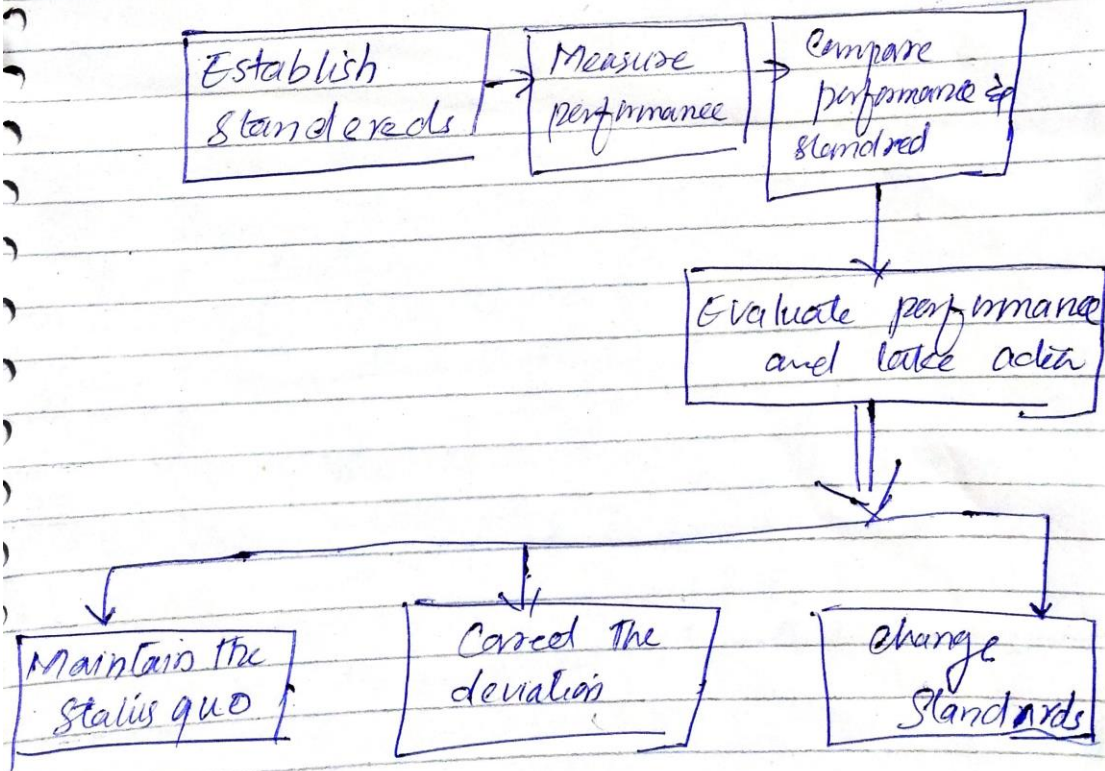 Establish
Standereds
Measure
performance
Compare
performance &
standred
Evaluate performance
and take action
Maintain the
Status quo
Correct The
deviation
Change
Standards